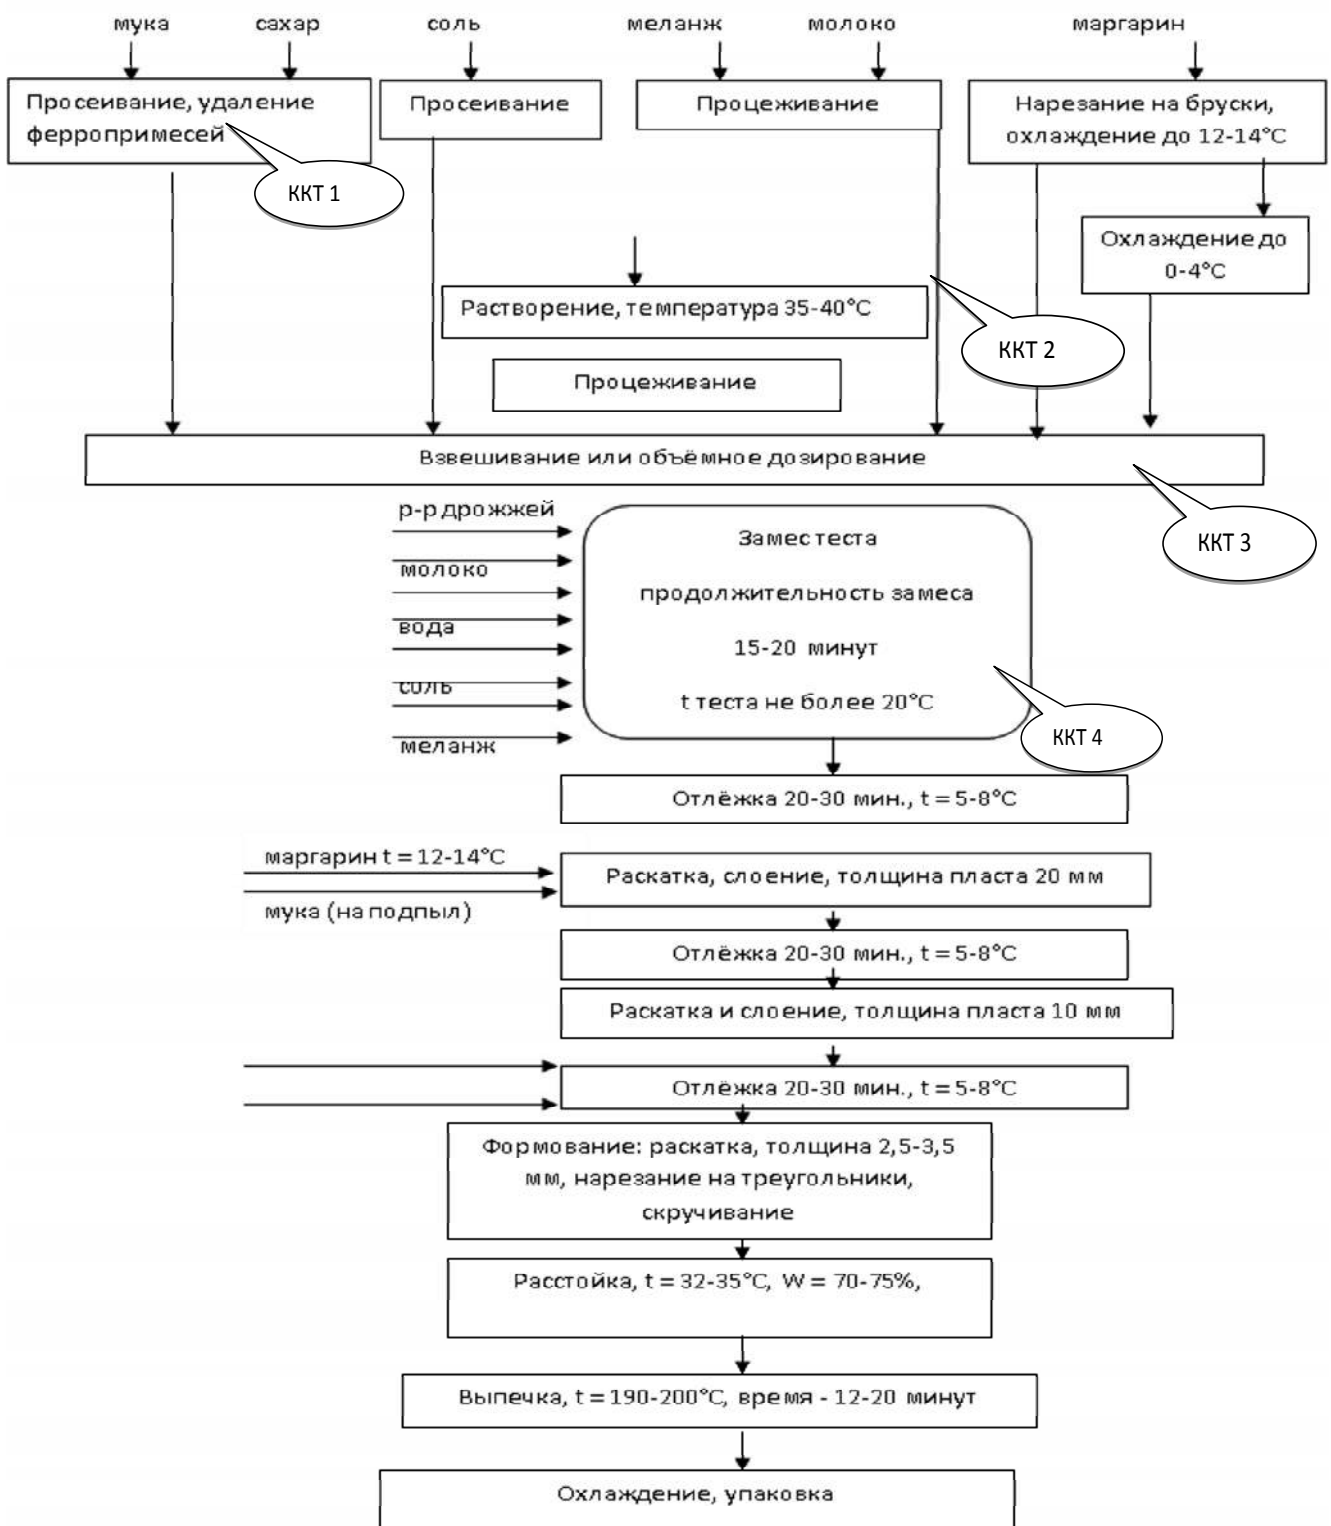 мука
сахар
соль
меланж
молоко
маргарин
Просеивание, удаление
ферропримесей
Просеивание
Процеживание
Нарезание на бруски,
охлаждение до 12-14°С
ККТ 1
Охлаждение до
0-4°С
Растворение, температура 35-40°С
ККТ 2
Процеживание
Взвешивание или объёмное дозирование
ККТ 3
р-р дрожжей
молоко
вода
соль
меланж
Замес теста
продолжительность замеса
15-20 минут
t теста не более 20°С
ККТ 4
Отлёжка 20-30 мин., t = 5-8°С
маргарин t = 12-14°С
мука (на подпыл)
Раскатка, слоение, толщина пласта 20 мм
Отлёжка 20-30 мин., t = 5-8°С
Раскатка и слоение, толщина пласта 10 мм
Отлёжка 20-30 мин., t = 5-8°С
Формование: раскатка, толщина 2,5-3,5
мм, нарезание на треугольники,
скручивание
Расстойка, t = 32-35°С, W = 70-75%,
Выпечка, t = 190-200°С, время - 12-20 минут
Охлаждение, упаковка